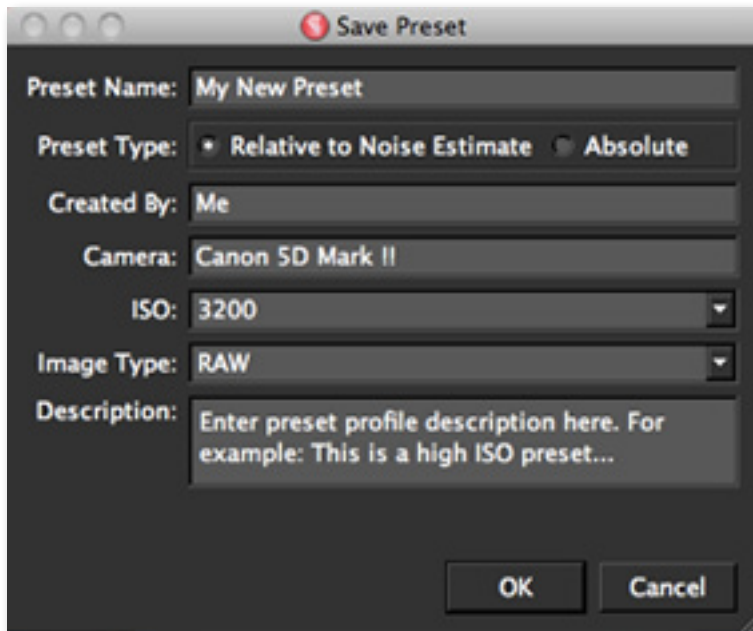 Save Preset
Preset Name: My New Preset
Preset Type: Relative to Noise Estimate Absolute
Created By: Me
Camera: Canon 5D Mark !!
ISO: 3200
Image Type: RAW
Description: Enter preset profile description here. For
example: This is a high ISO preset...
OK Cancel